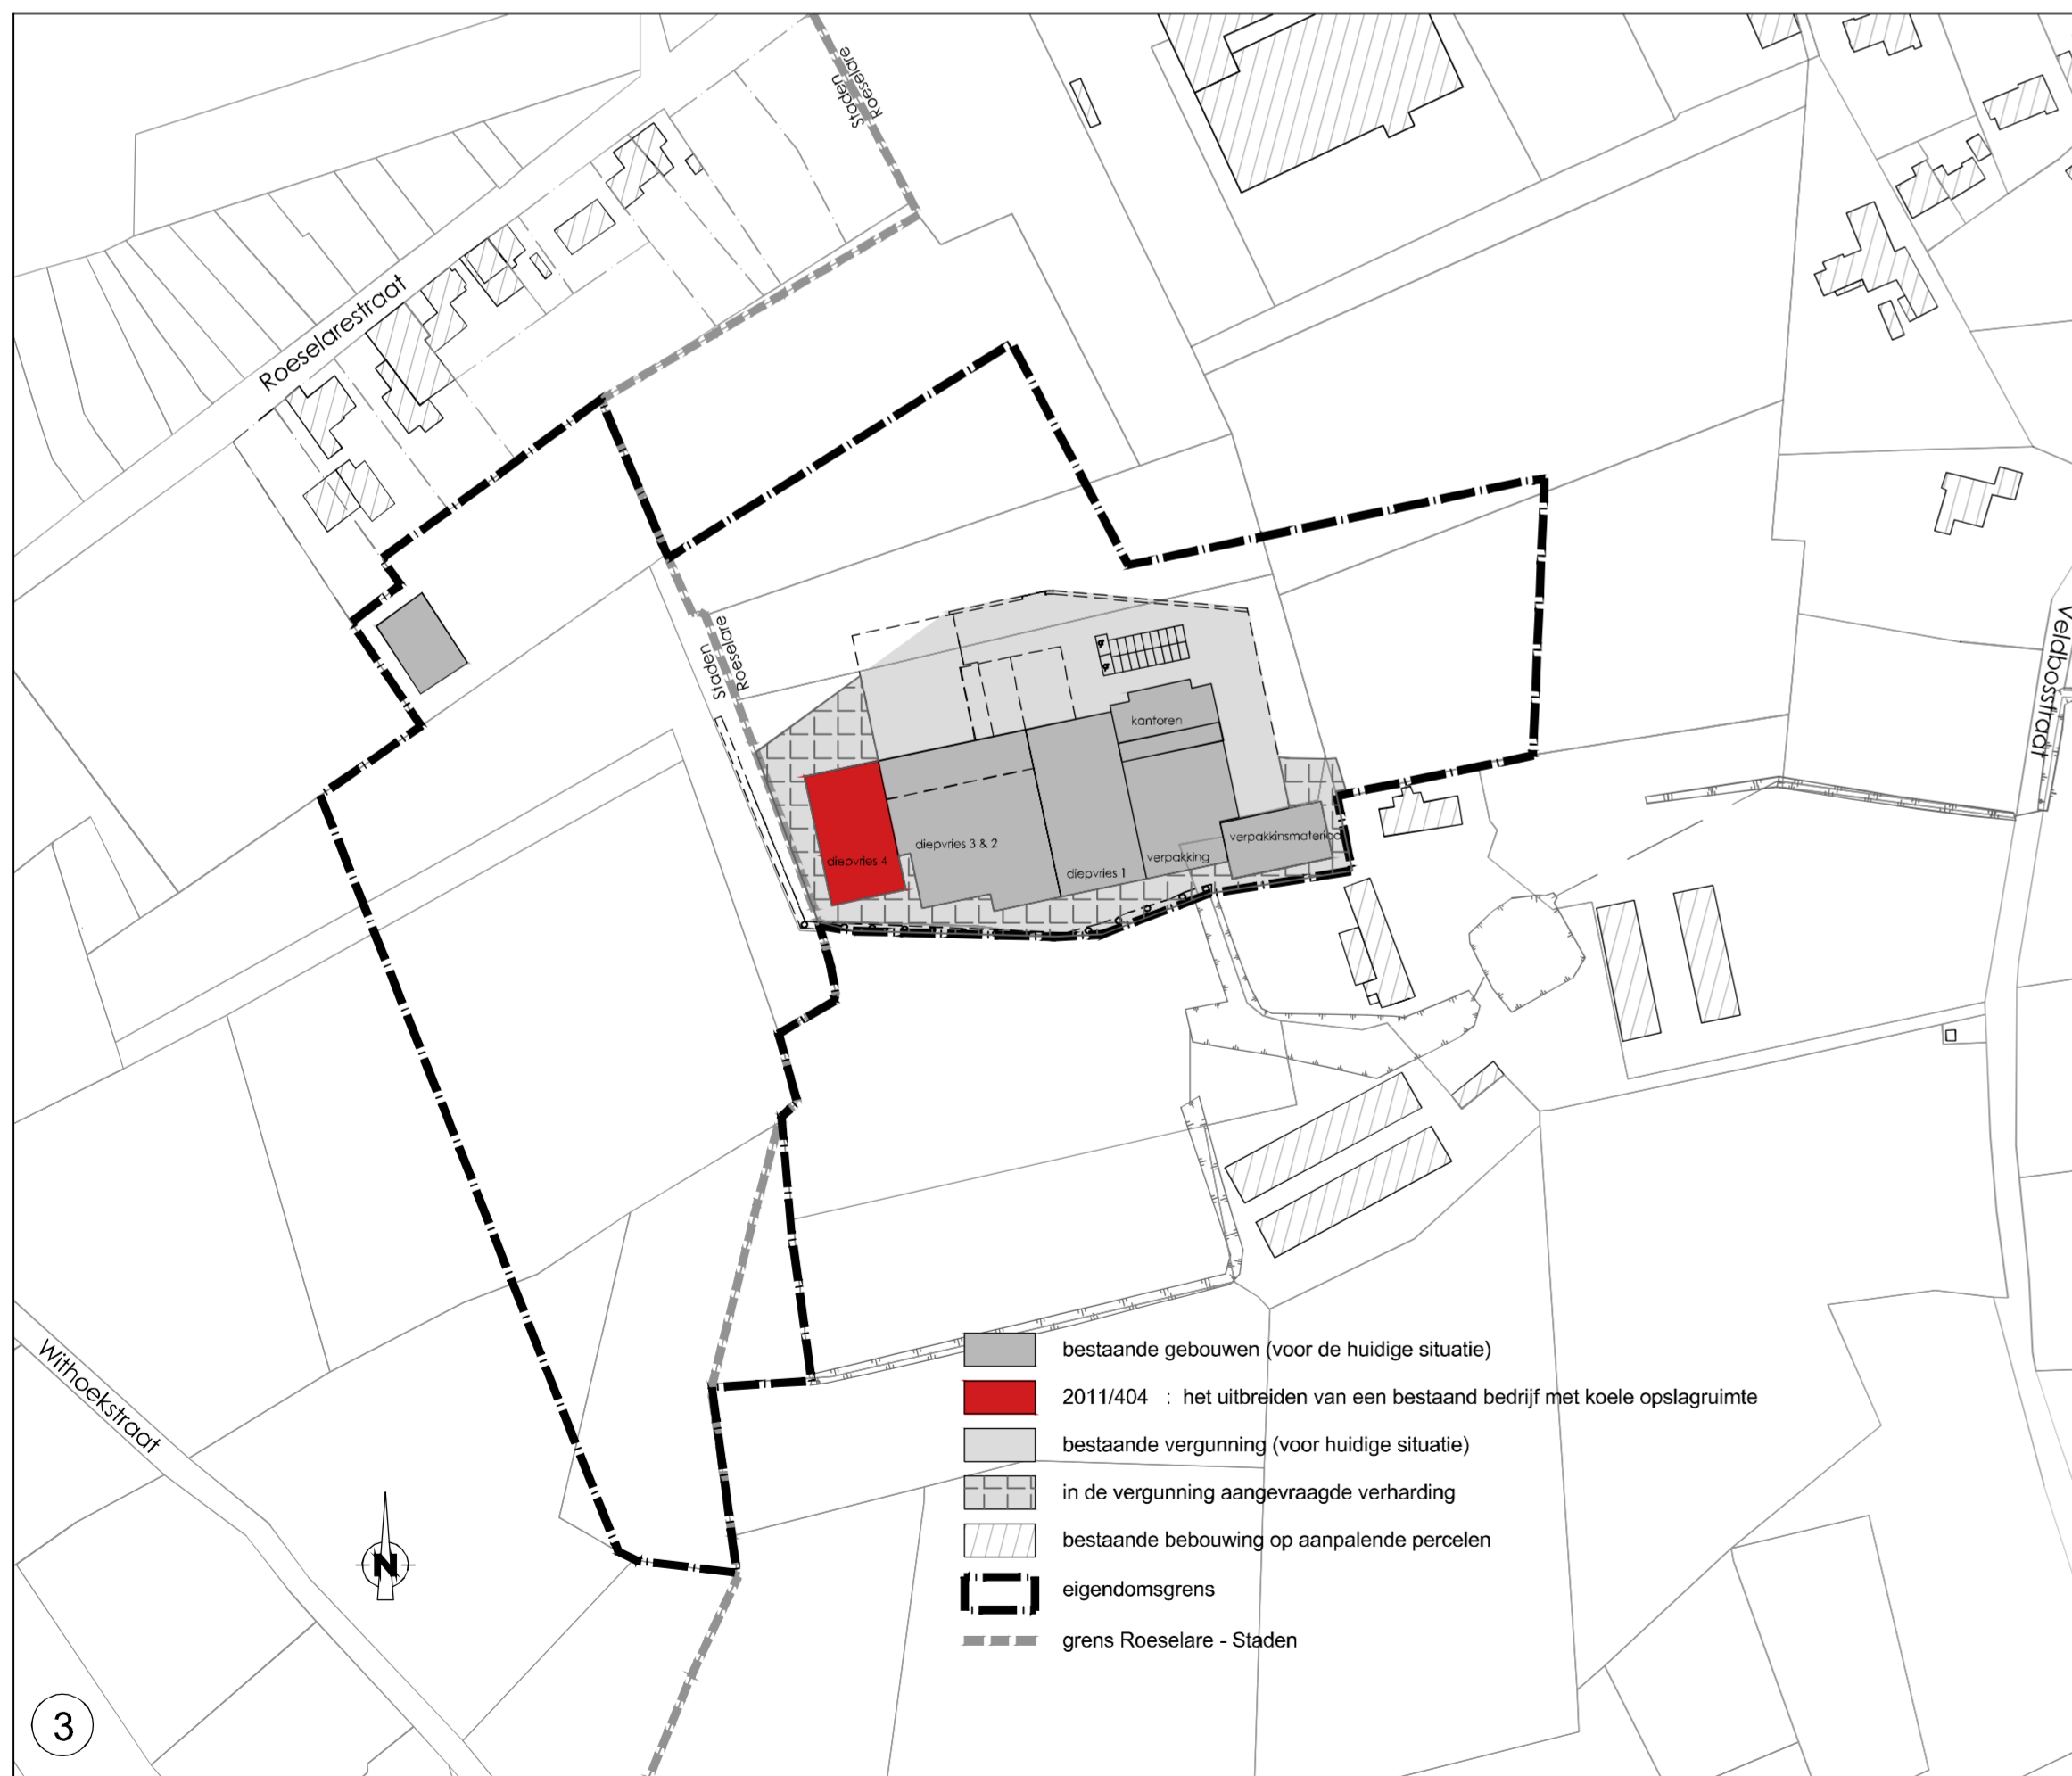 Staden
Roeselare
Roeselarestraat
Staden
Roeselare
kantoren
Veldbosstraat
diepvries 3 & 2
verpakkinsmateriaal
diepvries 4
verpakking
diepvries 1
bestaande gebouwen (voor de huidige situatie)
Withoekstraat
2011/404 : het uitbreiden van een bestaand bedrijf met koele opslagruimte
bestaande vergunning (voor huidige situatie)
in de vergunning aangevraagde verharding
bestaande bebouwing op aanpalende percelen
N
eigendomsgrens
grens Roeselare - Staden
3